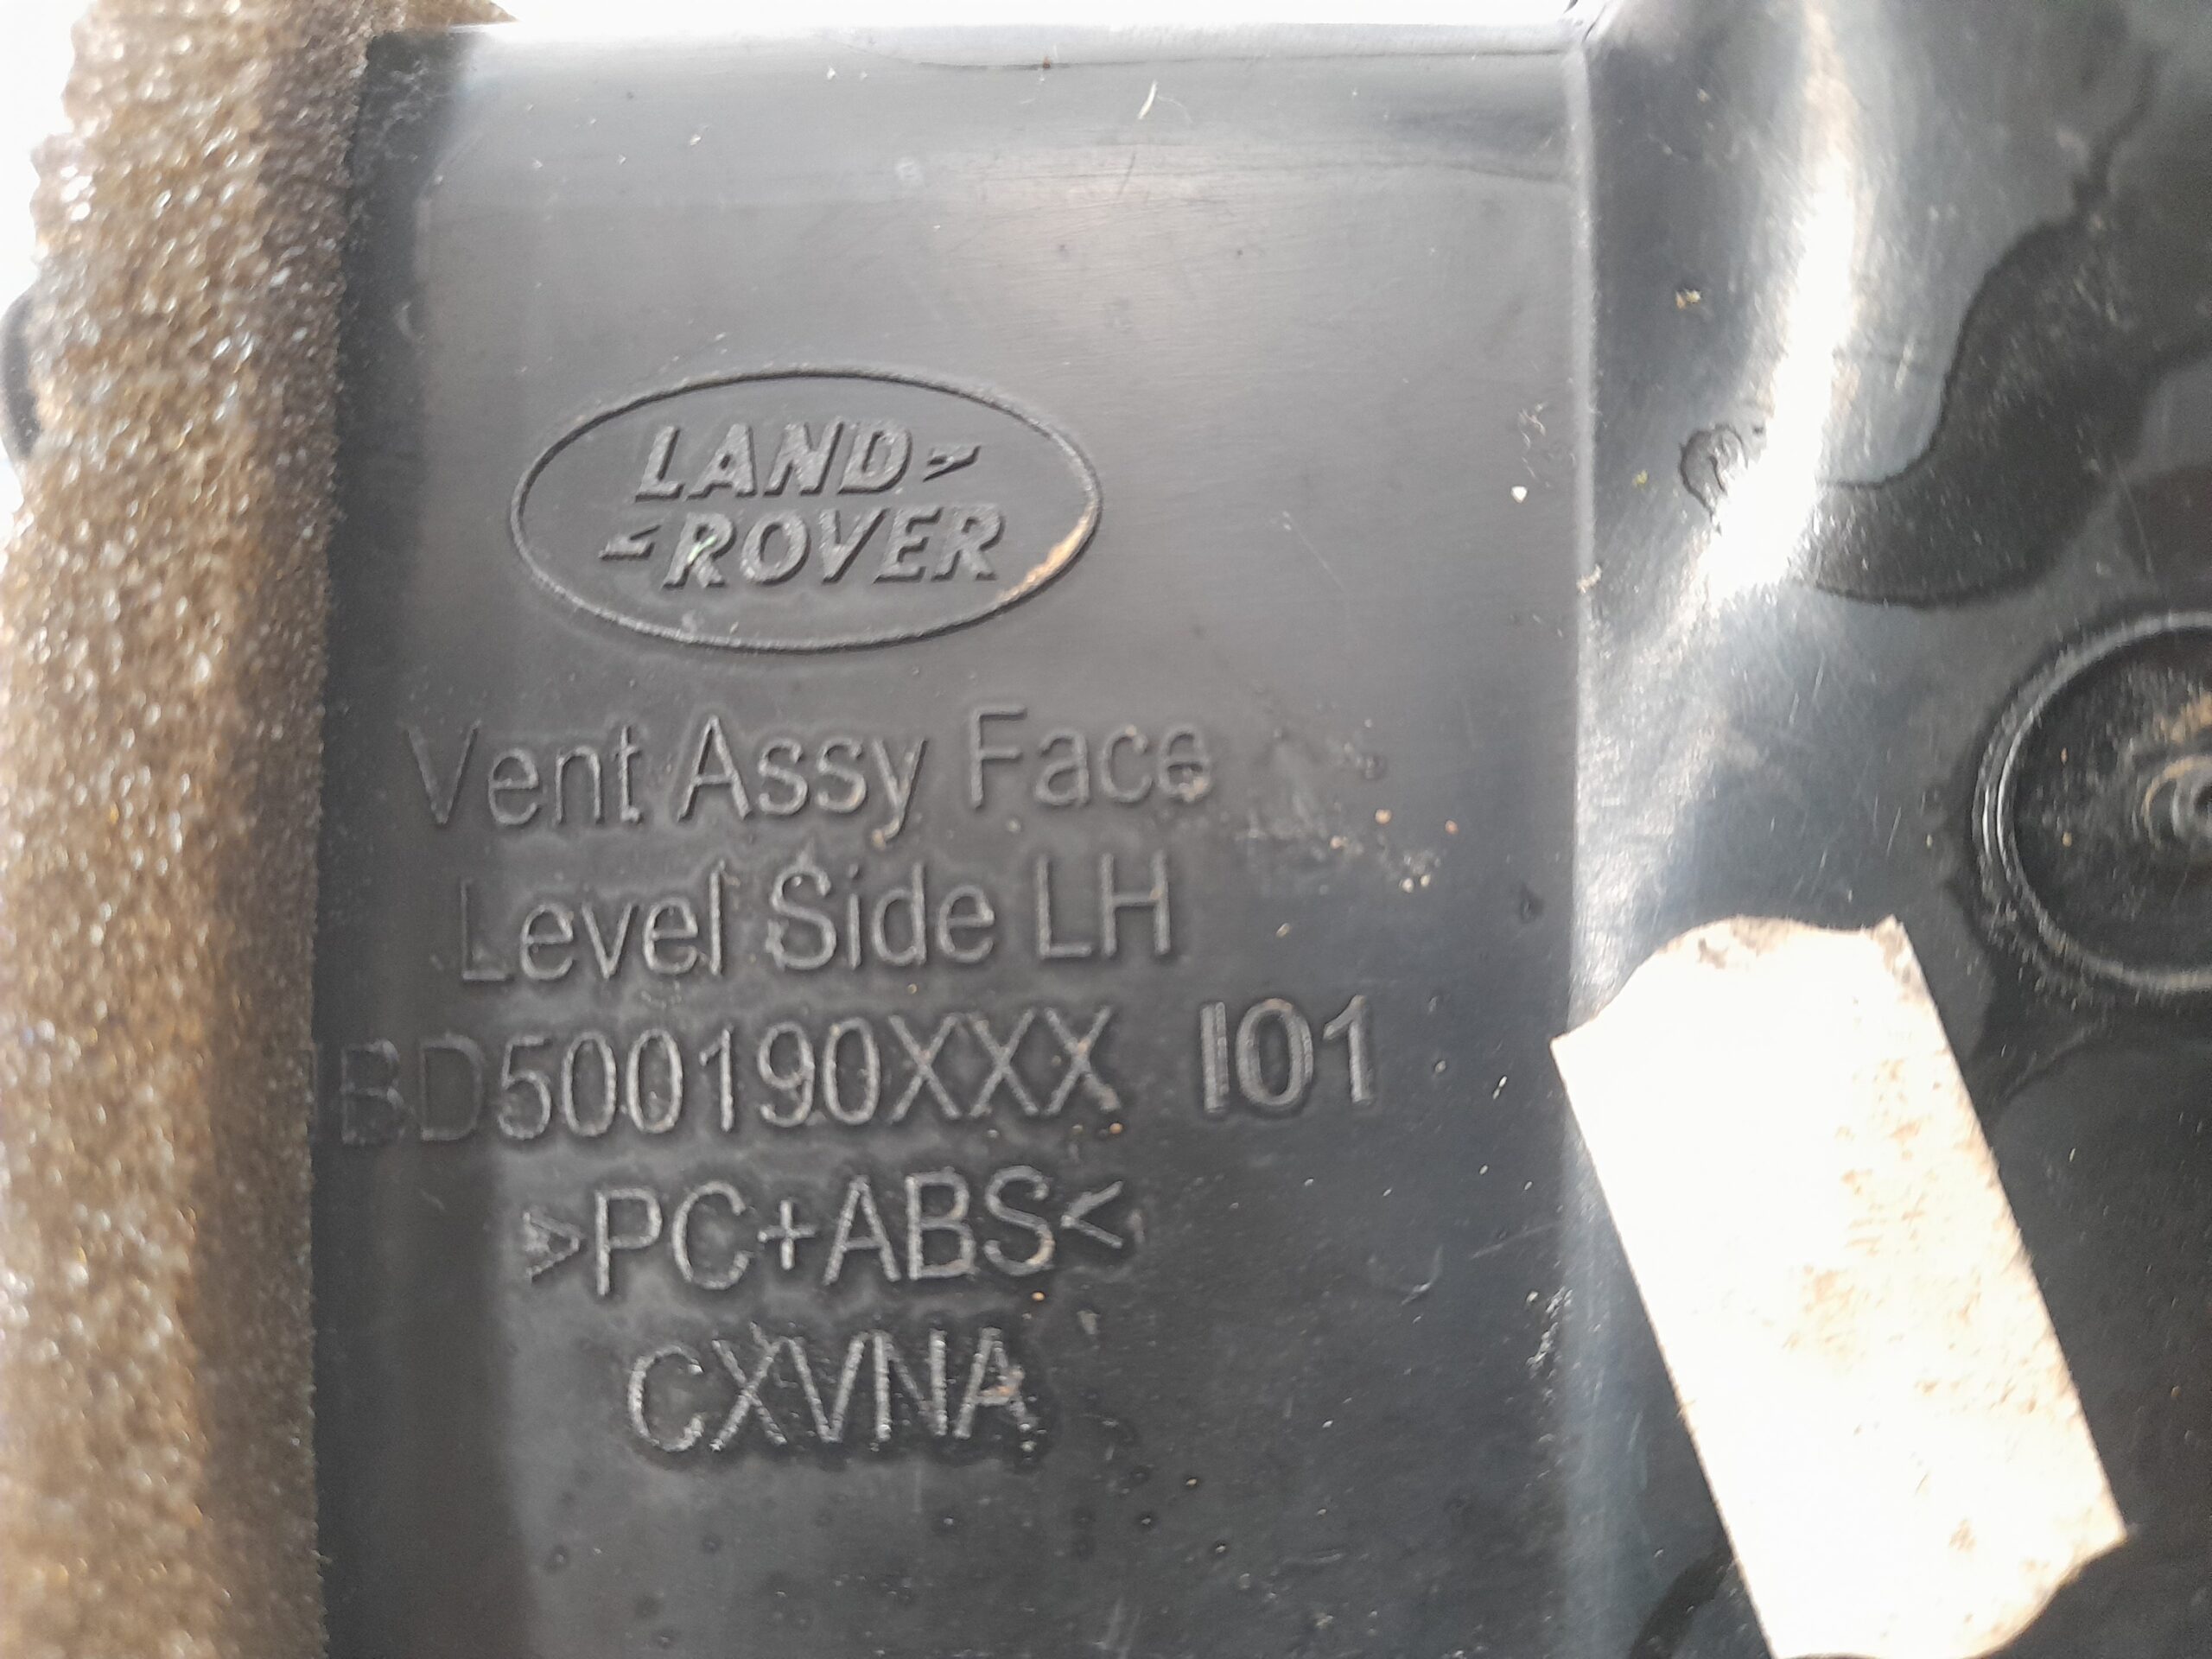 LAND
ROVER
Vent Assy Face
Level Side LH
BD500190XXX I01
>PC+ABS<
CXVNA